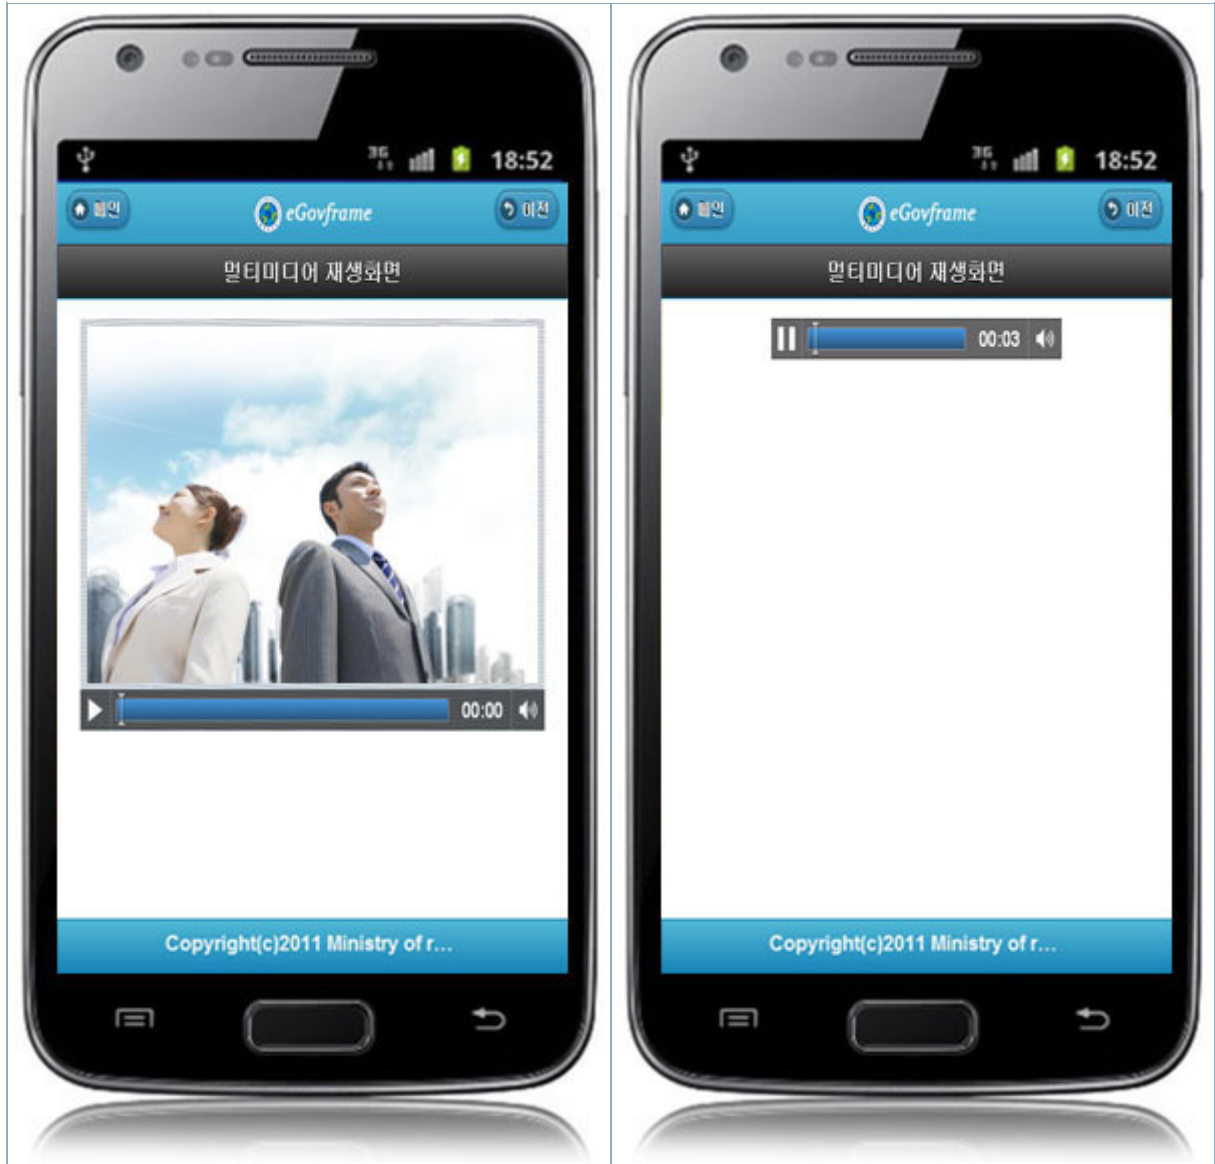 3G
18:52
메인
eGovframe
이전
멀티미디어 재생화면
00:00
Copyright(c)2011 Ministry of r...
3G
18:52
메인
eGovframe
이전
멀티미디어 재생화면
00:03
Copyright(c)2011 Ministry of r...